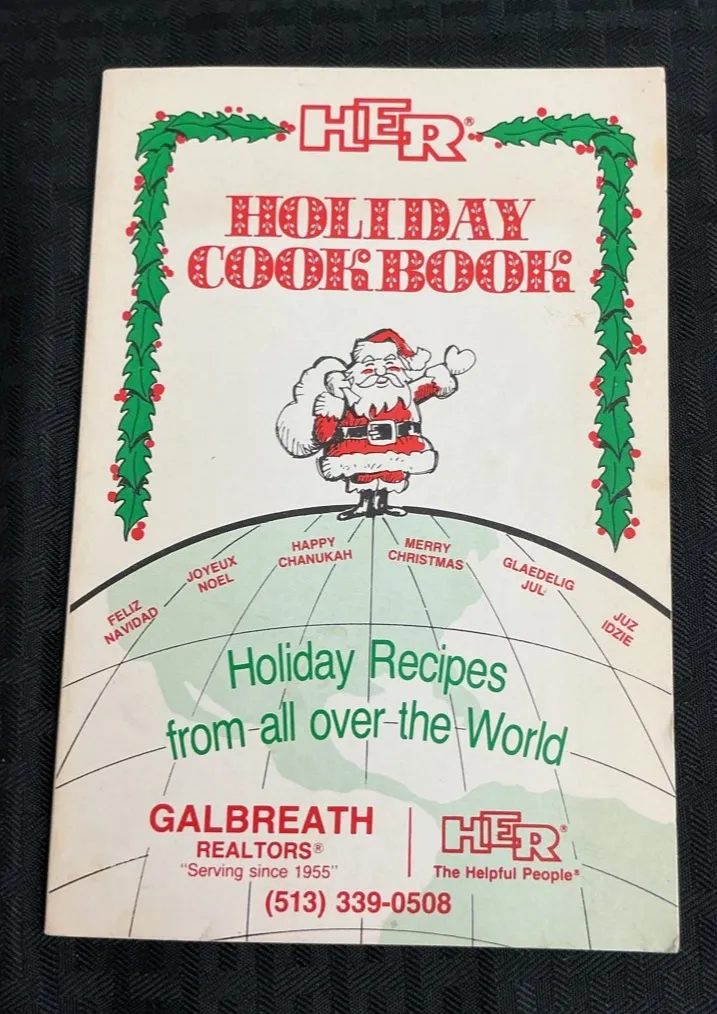 HER®
HOLIDAY
COOKBOOK
FELIZ
NAVIDAD
JOYEUX
NOEL
HAPPY
CHANUKAH
MERRY
CHRISTMAS
GLAEDELIG
JUL
JUZ
IDZIE
Holiday Recipes
from all over the World
GALBREATH
REALTORS®
"Serving since 1955"
HER®
The Helpful People®
(513) 339-0508